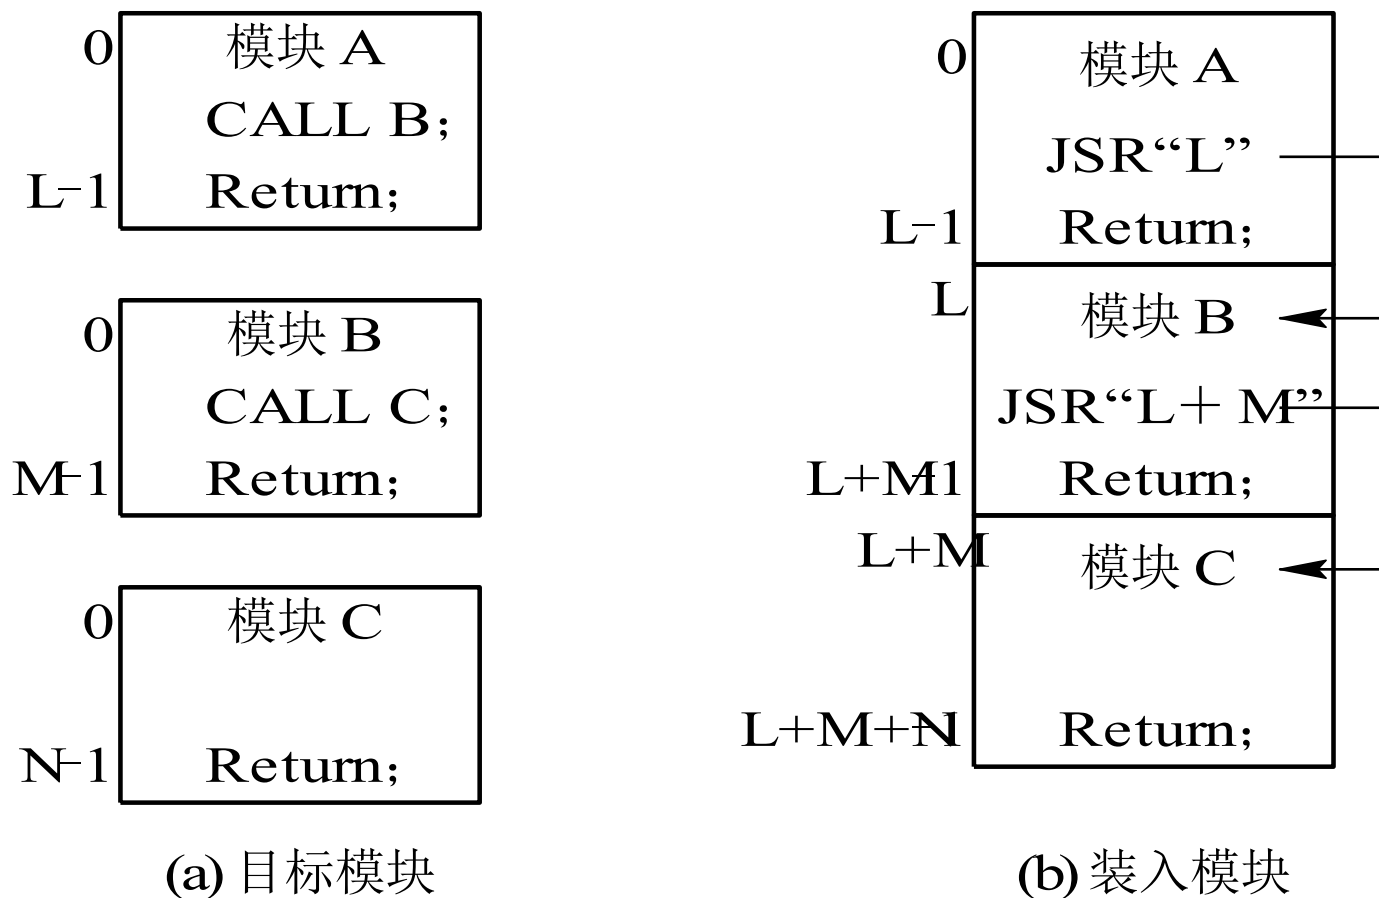 0
模块 A
CALL B;
L-1
Return;
0
模块 B
CALL C;
M-1
Return;
0
模块 C
N-1
Return;
(a) 目标模块
0
模块 A
JSR“L”
L-1
Return;
L
模块 B
JSR“L+M”
L+M-1
Return;
L+M
模块 C
L+M+N-1
Return;
(b) 装入模块